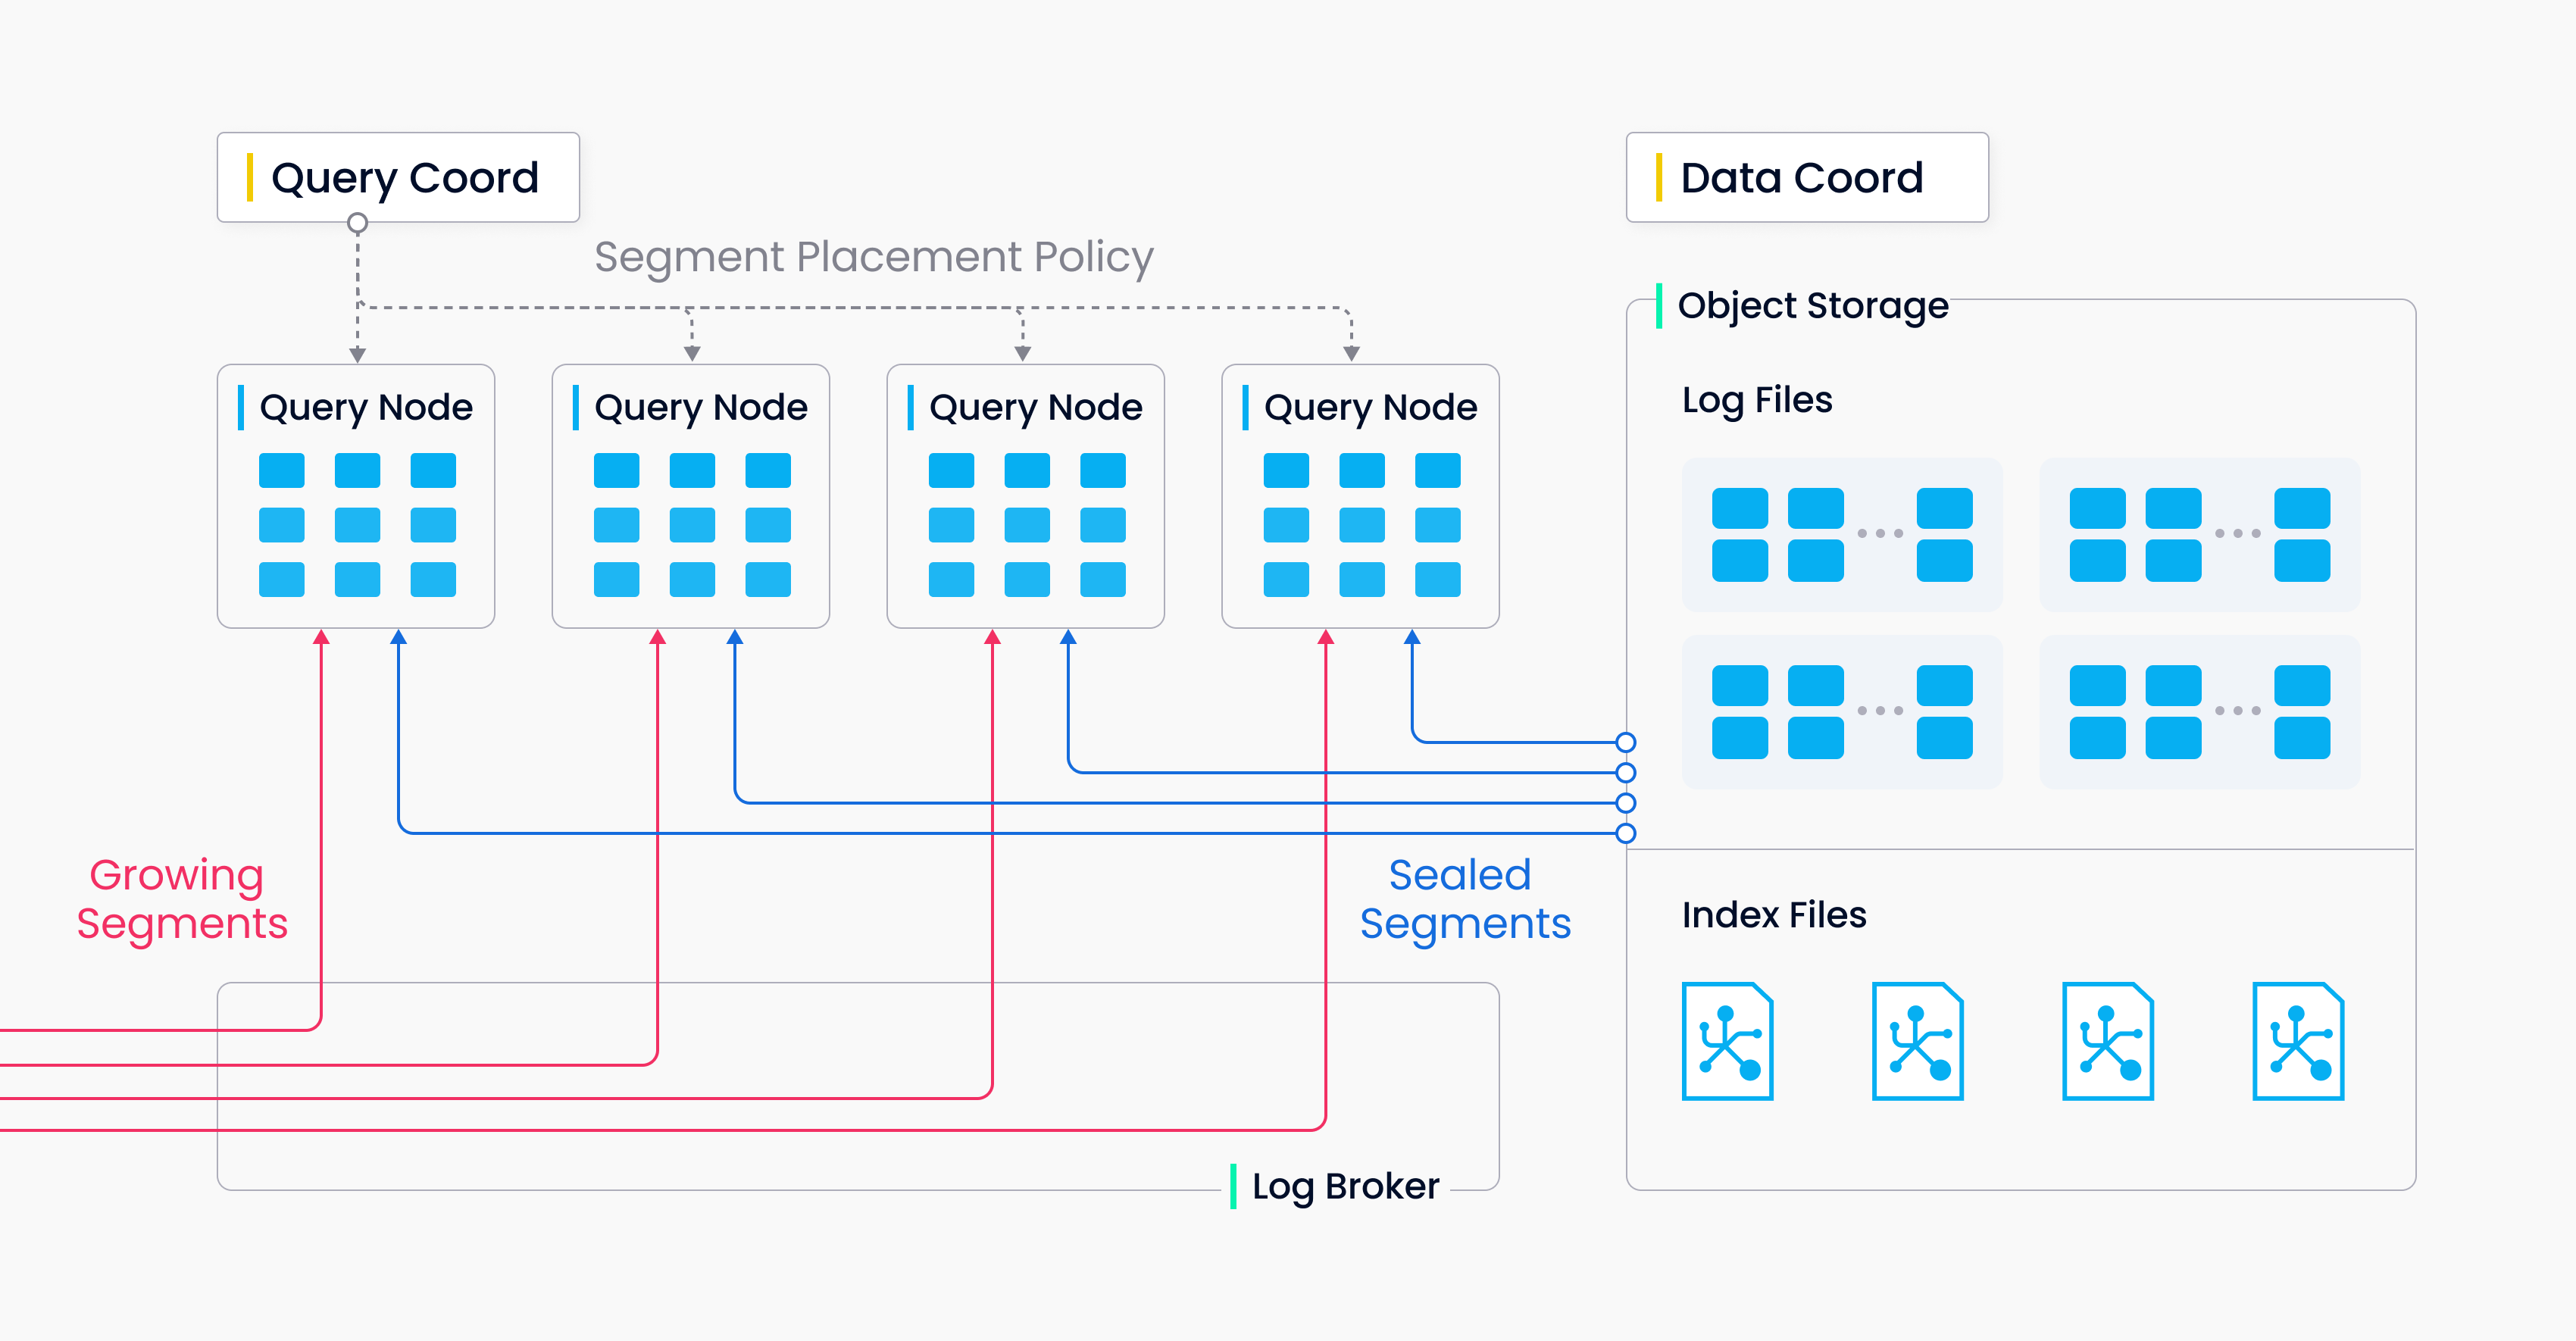 Query Coord
Data Coord
Segment Placement Policy
Object Storage
Query Node
Query Node
Query Node
Query Node
Log Files
Growing
Segments
Sealed
Segments
Index Files
Log Broker